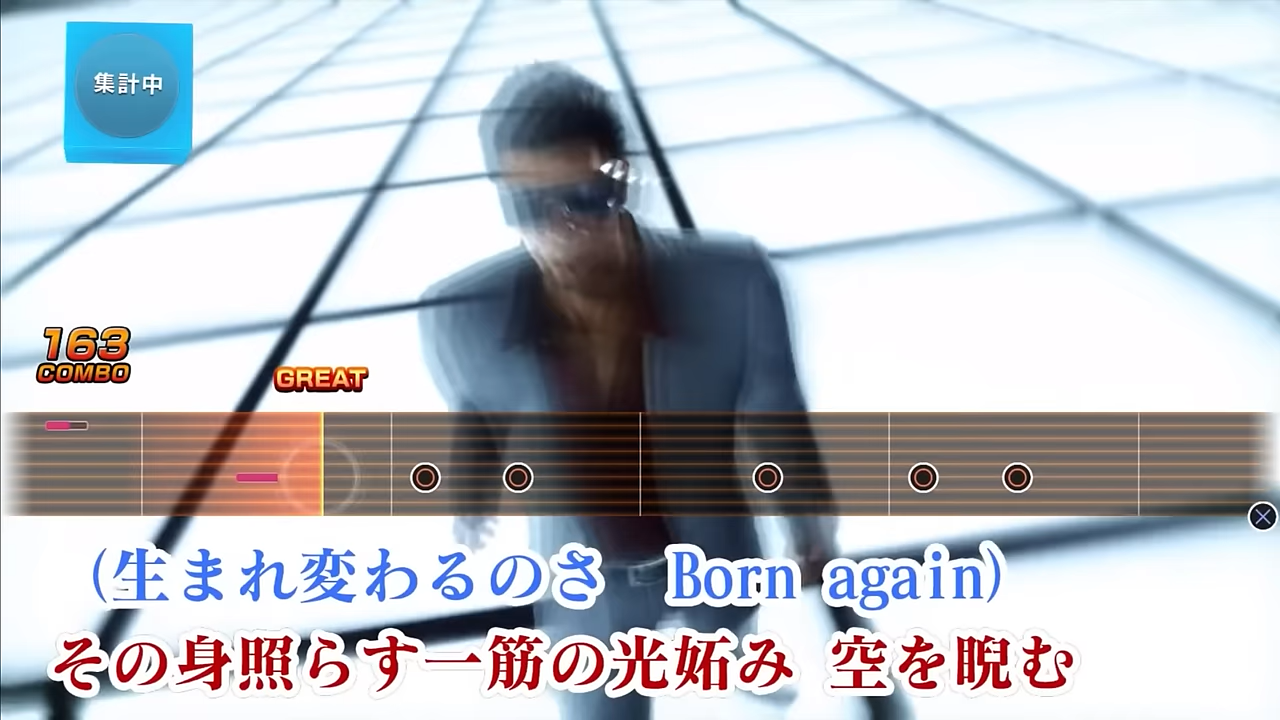 集計中
163
COMBO
GREAT
(生まれ変わるのさ　Born again)
その身照らす一筋の光妬み 空を睨む